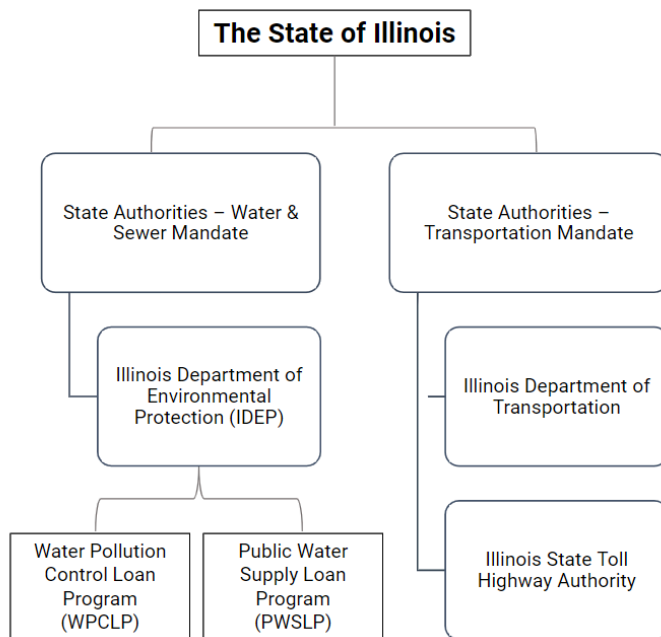 The State of Illinois
State Authorities – Water &
Sewer Mandate
State Authorities –
Transportation Mandate
Illinois Department of
Environmental
Protection (IDEP)
Illinois Department of
Transportation
Water Pollution
Control Loan
Program
(WPCLP)
Public Water
Supply Loan
Program
(PWSLP)
Illinois State Toll
Highway Authority